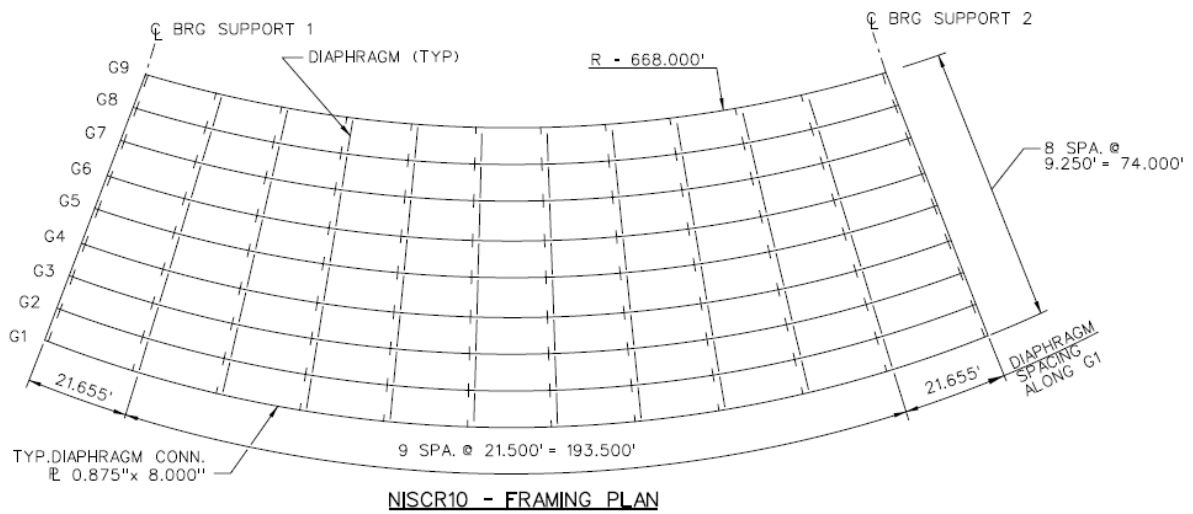 ℄ BRG SUPPORT 1
℄ BRG SUPPORT 2
DIAPHRAGM (TYP)
R - 668.000'
G9
G8
G7
G6
G5
G4
G3
G2
G1
8 SPA. @
9.250' = 74.000'
21.655'
9 SPA. @ 21.500' = 193.500'
21.655'
DIAPHRAGM
SPACING
ALONG G1
TYP.DIAPHRAGM CONN.
PL 0.875"x 8.000"
NISCR10 - FRAMING PLAN